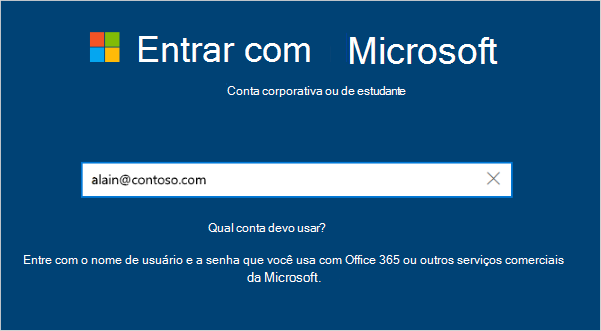 Entrar com Microsoft
Conta corporativa ou de estudante
alain@contoso.com
Qual conta devo usar?
Entre com o nome de usuário e a senha que você usa com Office 365 ou outros serviços comerciais
da Microsoft.